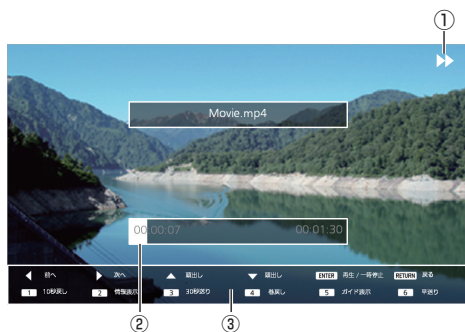 ①
Movie.mp4
00:00:07 00:01:30
前へ 次へ 頭出し 頭出し ENTER 再生/一時停止 RETURN 戻る
1 10秒戻し 2 情報表示 3 30秒送り 4 巻戻し 5 ガイド表示 6 早送り
② ③